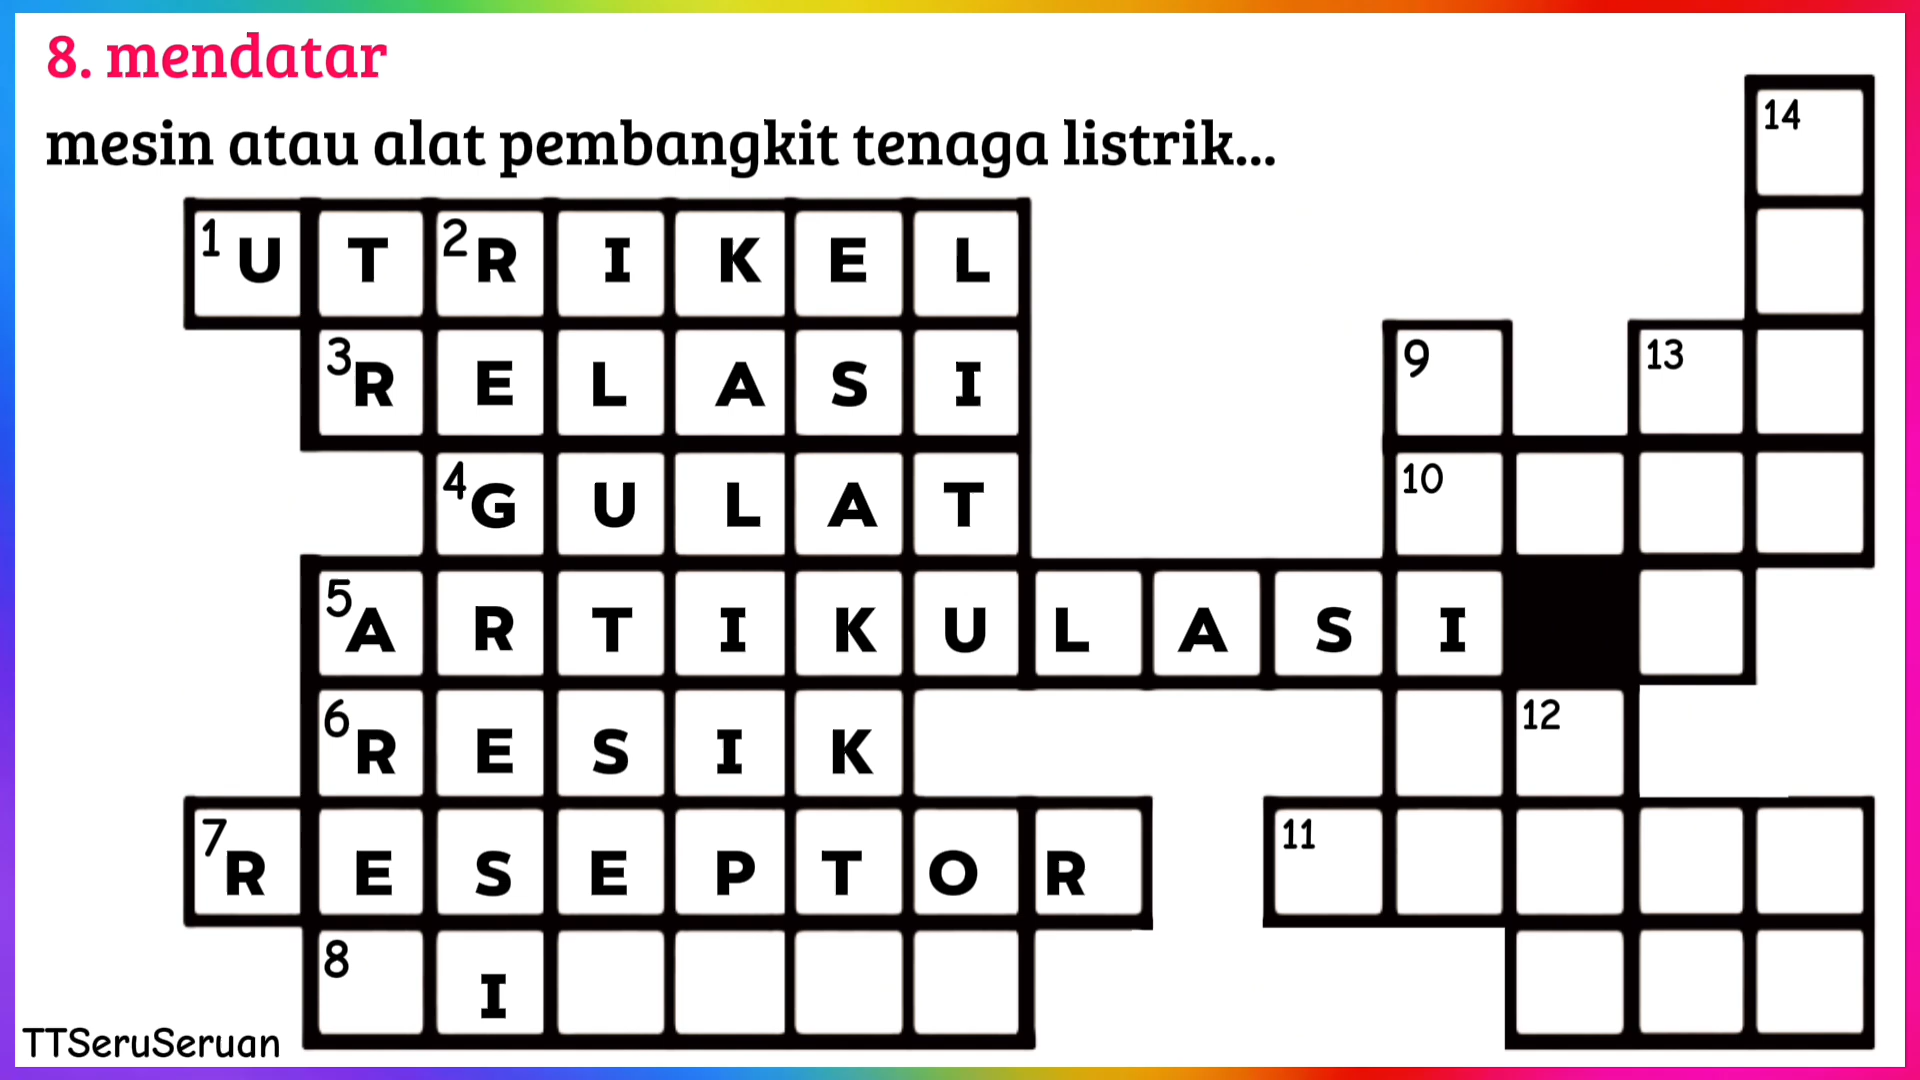 8. mendatar
mesin atau alat pembangkit tenaga listrik...
14
1 U T 2 R I K E L
3 R E L A S I 9 13
4 G U L A T 10
5 A R T I K U L A S I
6 R E S I K 12
7 R E S E P T O R 11
8 I
TTSeruSeruan